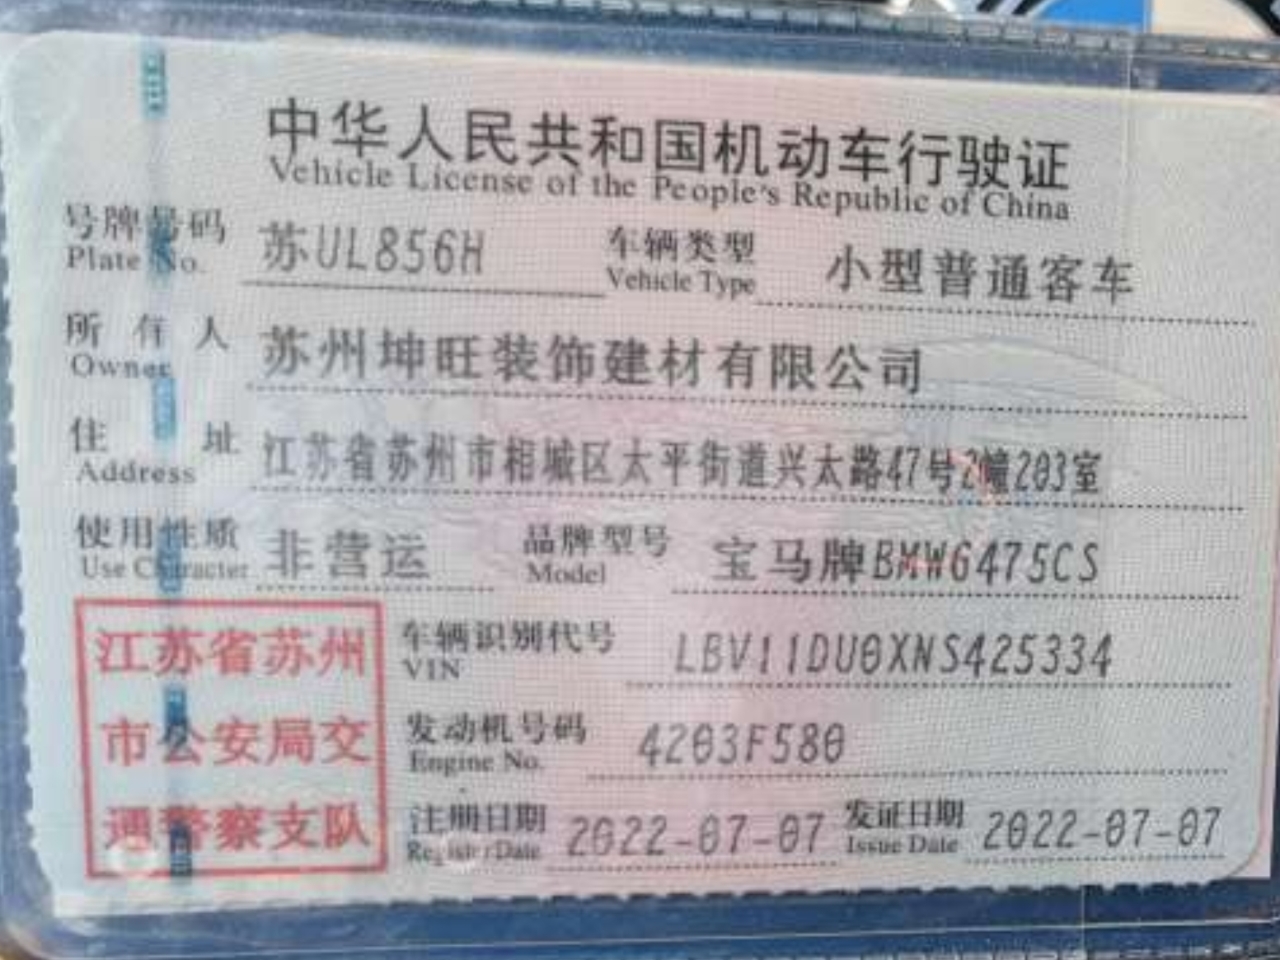 中华人民共和国机动车行驶证
Vehicle License of the People's Republic of China
号牌号码 苏UL856H 车辆类型 小型普通客车
Plate No. Vehicle Type
所有人 苏州坤旺装饰建材有限公司
Owner
住址 江苏省苏州市相城区太平街道兴太路47号2幢203室
Address
使用性质 非营运 品牌型号 宝马牌BMW6475CS
Use Character Model
江苏省苏州
市公安局交
通警察支队
车辆识别代号 LBV11DU0XNS425334
VIN
发动机号码 4203F580
Engine No.
注册日期 2022-07-07 发证日期 2022-07-07
Register Date Issue Date